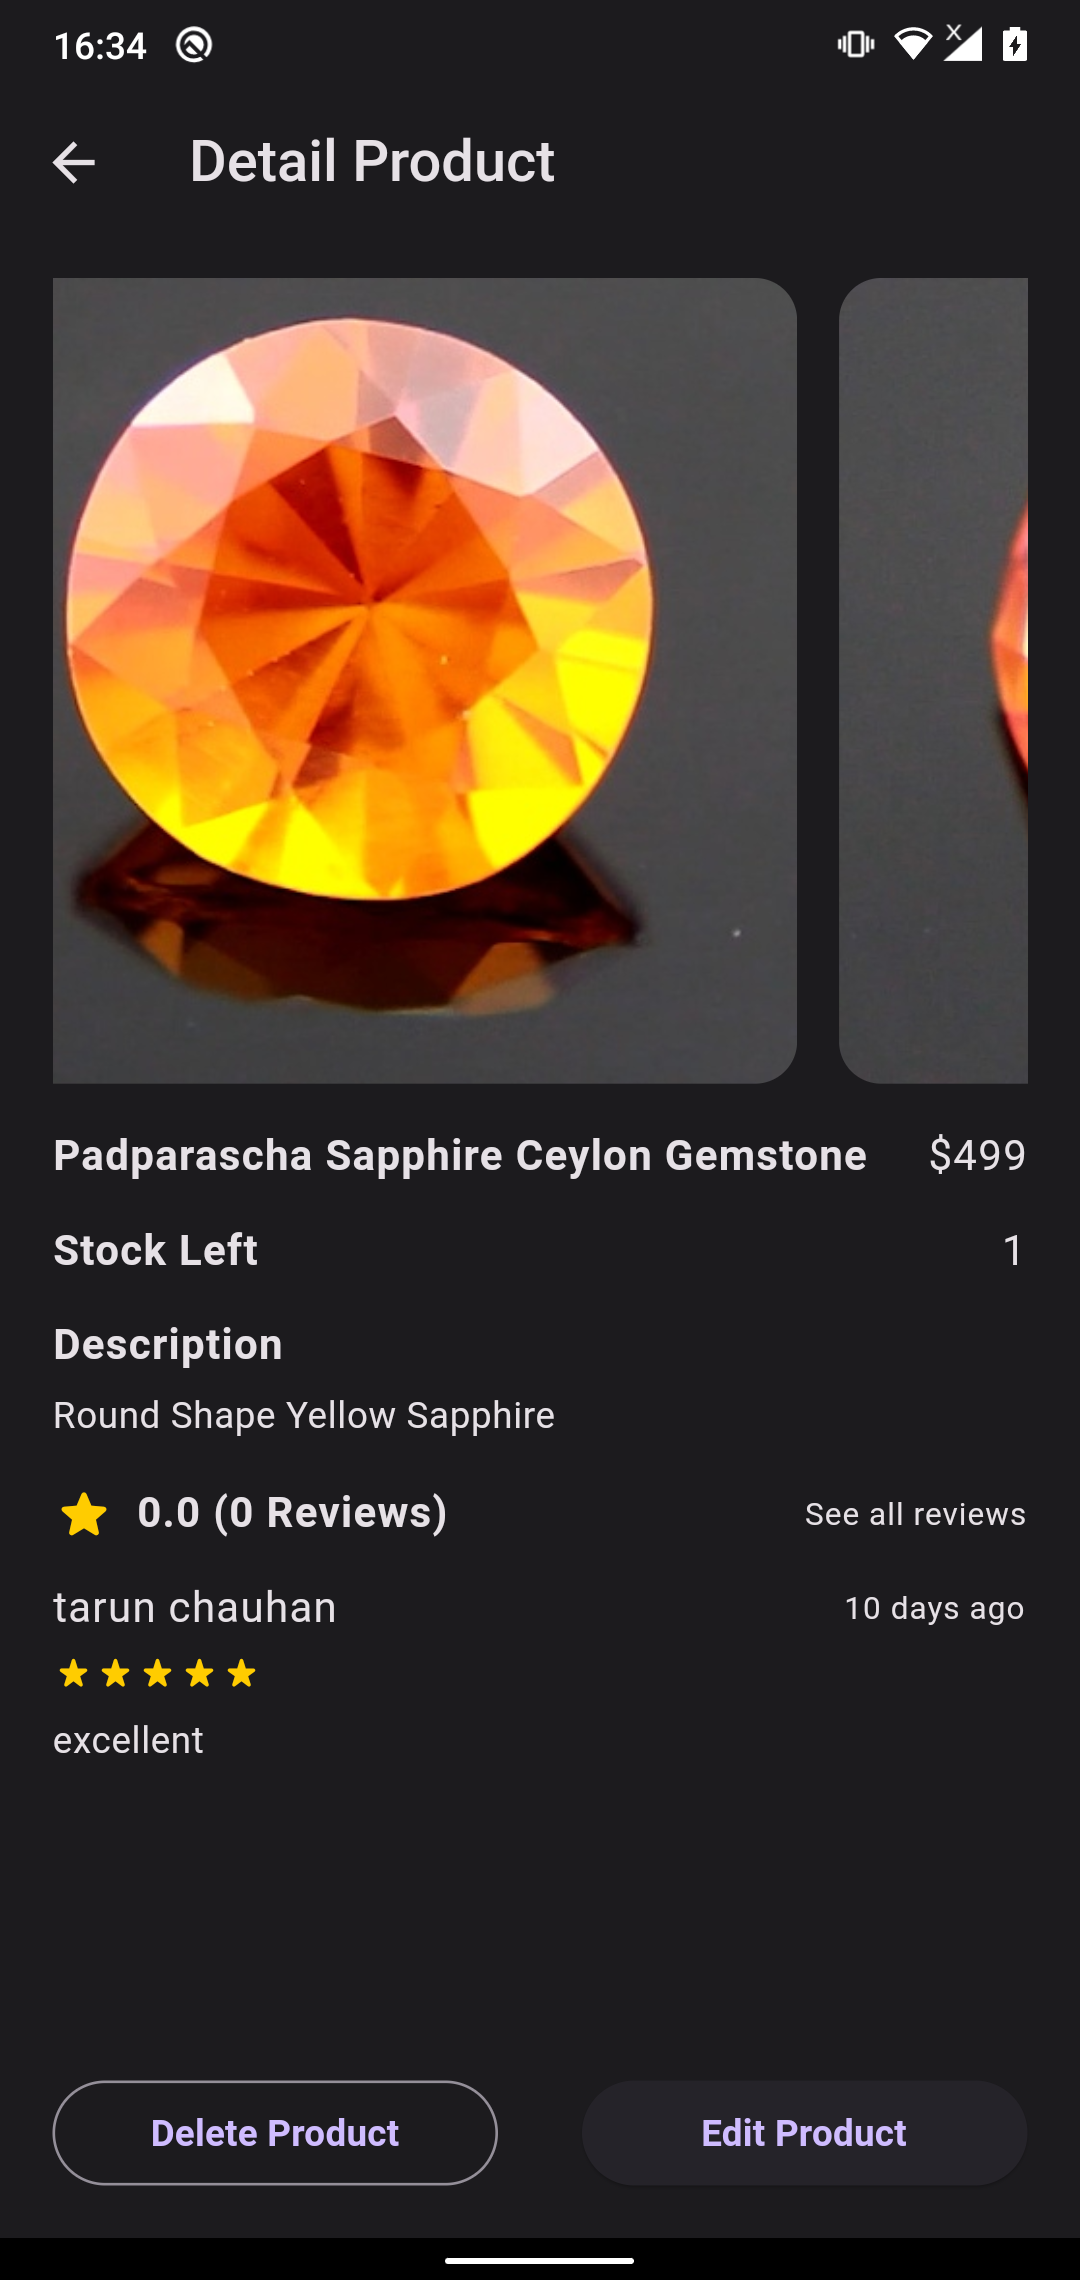 16:34
Detail Product
Padparascha Sapphire Ceylon Gemstone $499
Stock Left 1
Description
Round Shape Yellow Sapphire
0.0 (0 Reviews) See all reviews
tarun chauhan 10 days ago
excellent
Delete Product Edit Product